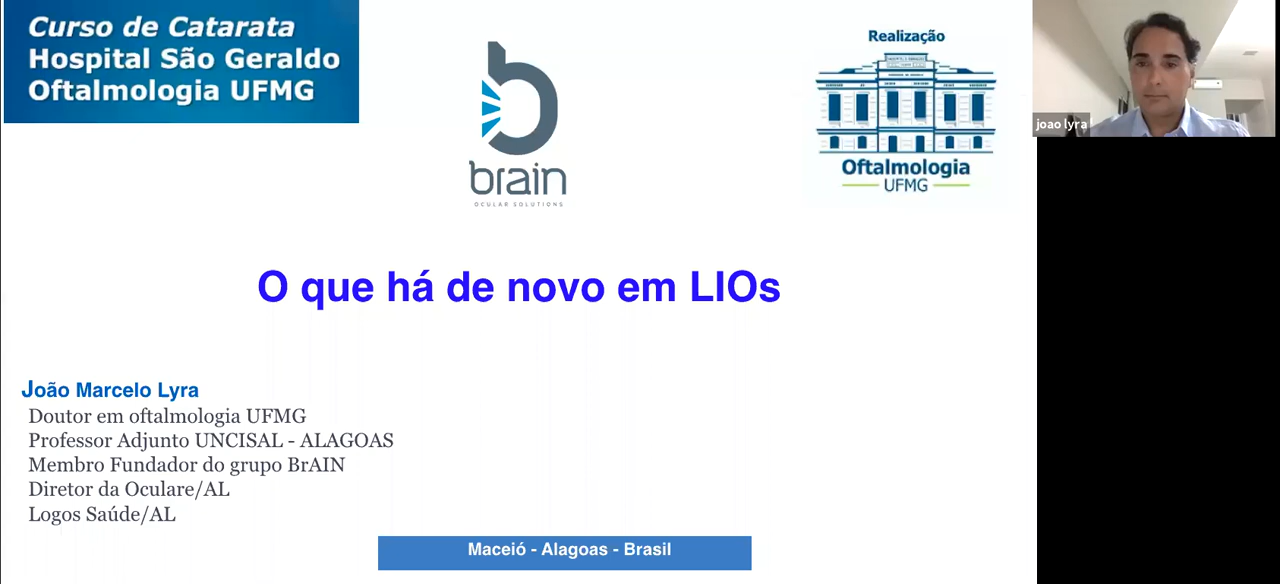 Curso de Catarata
Hospital São Geraldo
Oftalmologia UFMG
brain
OCULAR SOLUTIONS
Realização
Oftalmologia
UFMG
joao lyra
O que há de novo em LIOs
João Marcelo Lyra
Doutor em oftalmologia UFMG
Professor Adjunto UNCISAL - ALAGOAS
Membro Fundador do grupo BrAIN
Diretor da Oculare/AL
Logos Saúde/AL
Maceió - Alagoas - Brasil